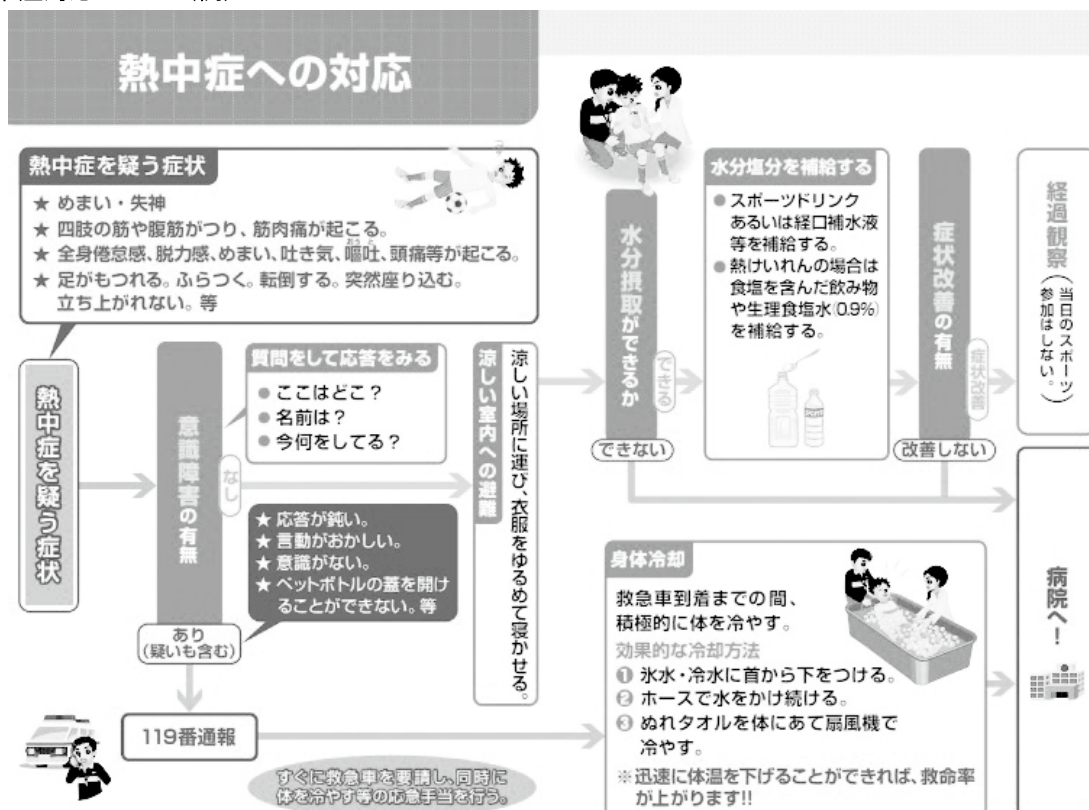 熱中症への対応
熱中症を疑う症状
★ めまい・失神
★ 四肢の筋や腹筋がつり、筋肉痛が起こる。
★ 全身倦怠感、脱力感、めまい、吐き気、嘔吐、頭痛等が起こる。
★ 足がもつれる。ふらつく。転倒する。突然座り込む。
立ち上がれない。等
熱中症を疑う症状
意識障害の有無
質問をして応答をみる
● ここはどこ？
● 名前は？
● 今何をしてる？
なし
★ 応答が鈍い。
★ 言動がおかしい。
★ 意識がない。
★ ペットボトルの蓋を開け
ることができない。等
あり
(疑いも含む)
119番通報
すぐに救急車を要請し、同時に
体を冷やす等の応急手当を行う。
涼しい室内への避難
涼しい場所に運び、衣服をゆるめて寝かせる。
水分摂取ができるか
できる
できない
水分塩分を補給する
● スポーツドリンク
あるいは経口補水液
等を補給する。
● 熱けいれんの場合は
食塩を含んだ飲み物
や生理食塩水(0.9%)
を補給する。
症状改善の有無
症状改善
改善しない
経過観察
(当日のスポーツ
参加はしない。)
身体冷却
救急車到着までの間、
積極的に体を冷やす。
効果的な冷却方法
❶ 氷水・冷水に首から下をつける。
❷ ホースで水をかけ続ける。
❸ ぬれタオルを体にあて扇風機で
冷やす。
※迅速に体温を下げることができれば、救命率
が上がります!!
病院へ！